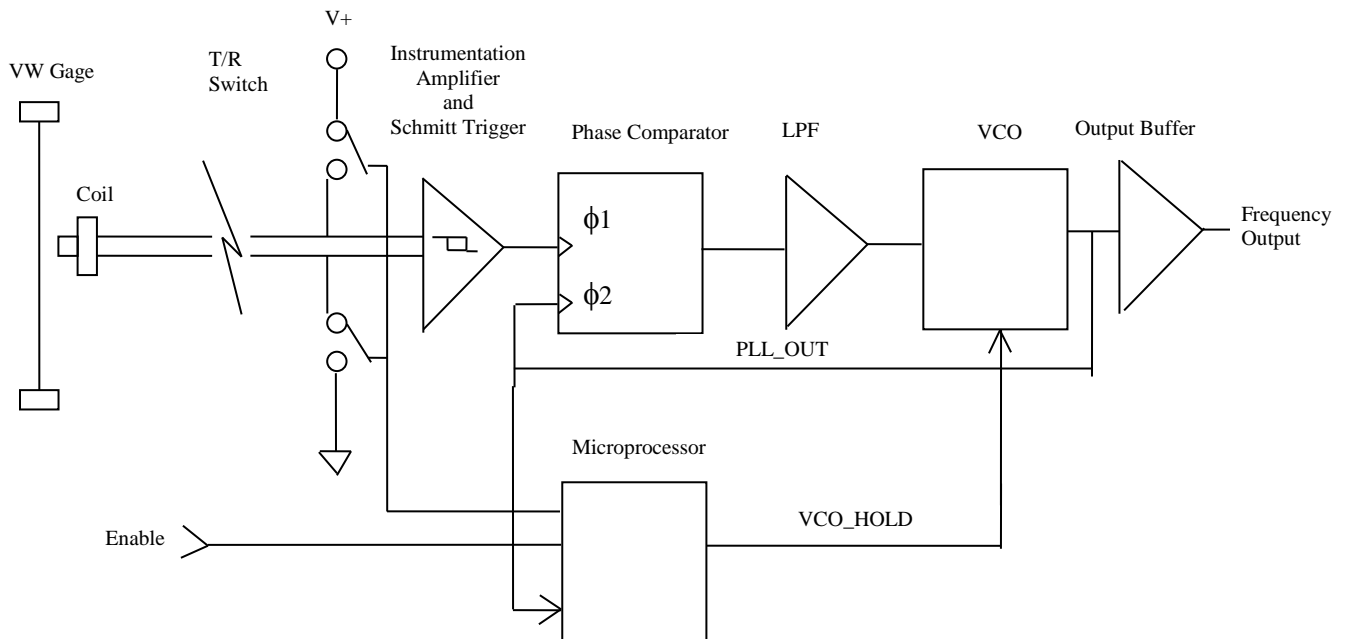 V+
T/R
Switch
Instrumentation
Amplifier
and
Schmitt Trigger
VW Gage
Phase Comparator
LPF
VCO
Output Buffer
Coil
ϕ1
Frequency
Output
ϕ2
PLL_OUT
Microprocessor
VCO_HOLD
Enable